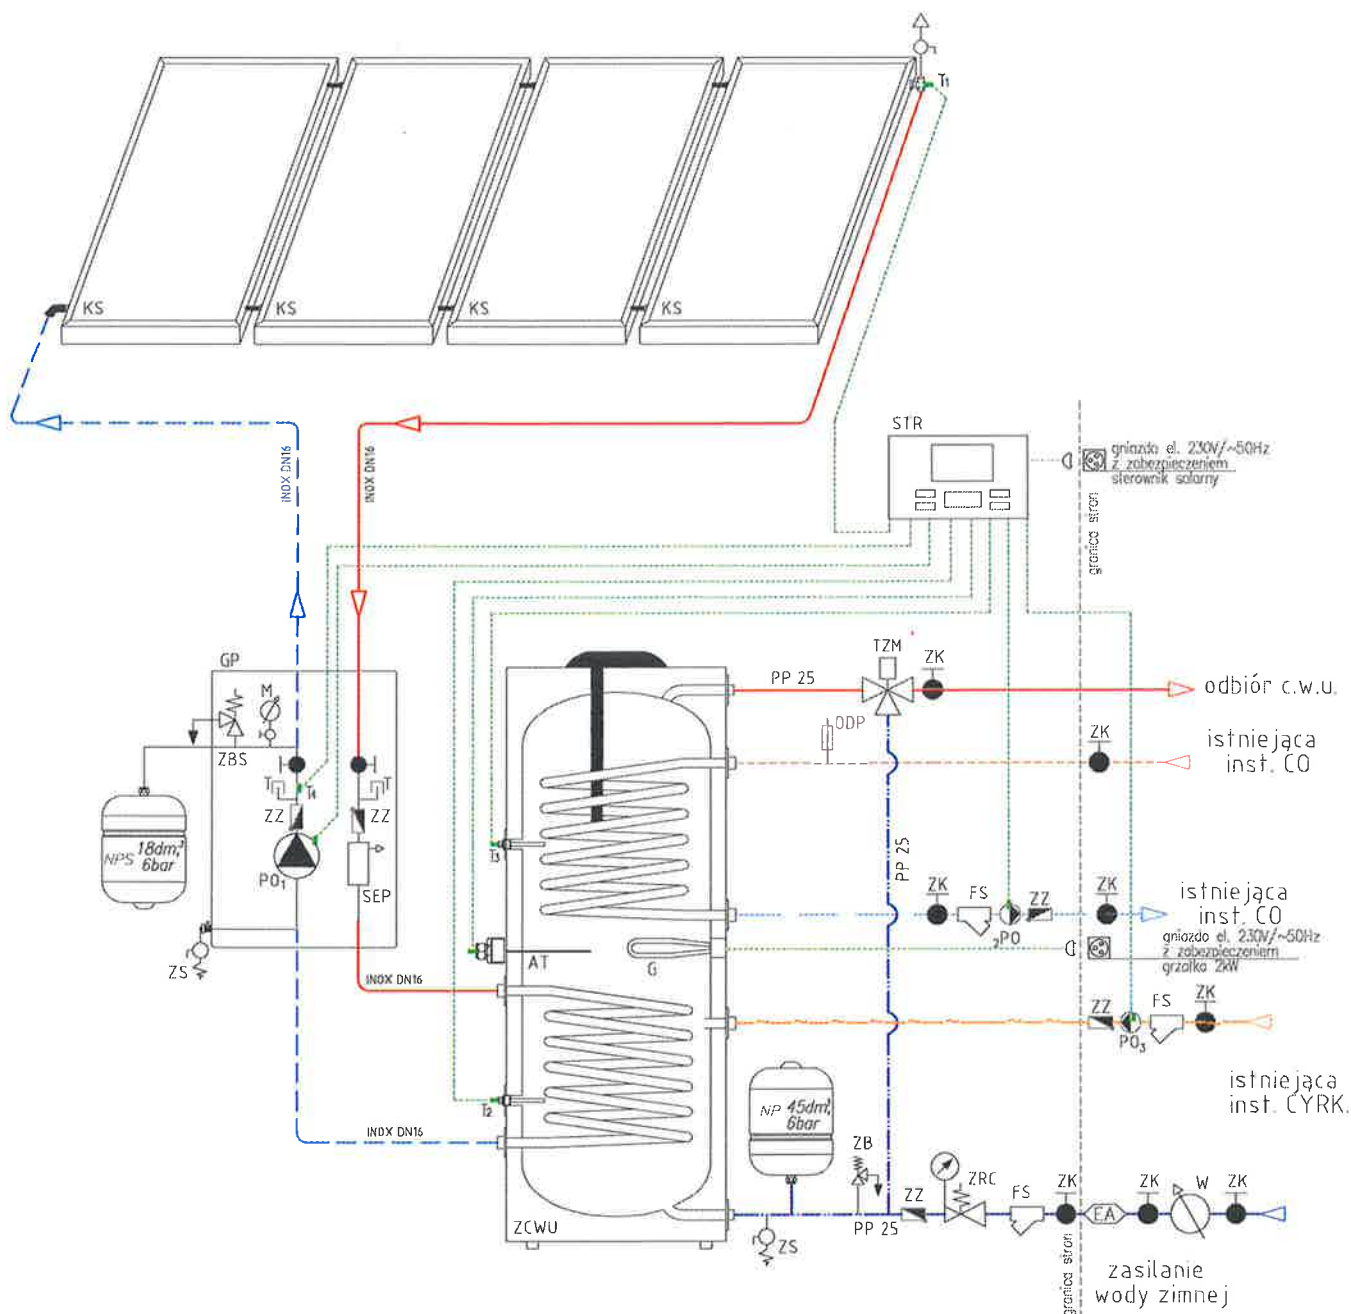 T1
KS
KS
KS
KS
STR
gniazdo el. 230V/~50Hz
z zabezpieczeniem
sterownik solarny
INOX DN16
INOX DN16
granica stron
GP
M
ZBS
T
T4
T
ZZ
ZZ
PO1
SEP
NPS 18dm3
6bar
ZS
TZM
ZK
PP 25
odbiór c.w.u.
ODP
ZK
istniejąca
inst. CO
T3
PP 25
ZK
FS
2PO
ZZ
ZK
istniejąca
inst. CO
gniazdo el. 230V/~50Hz
z zabezpieczeniem
grzałka 2kW
AT
G
INOX DN16
ZZ
PO3
FS
ZK
istniejąca
inst. CYRK.
T2
INOX DN16
NP 45dm3
6bar
ZB
ZZ
ZRC
FS
ZK
EA
ZK
W
ZK
PP 25
ZS
ZCWU
granica stron
zasilanie
wody zimnej